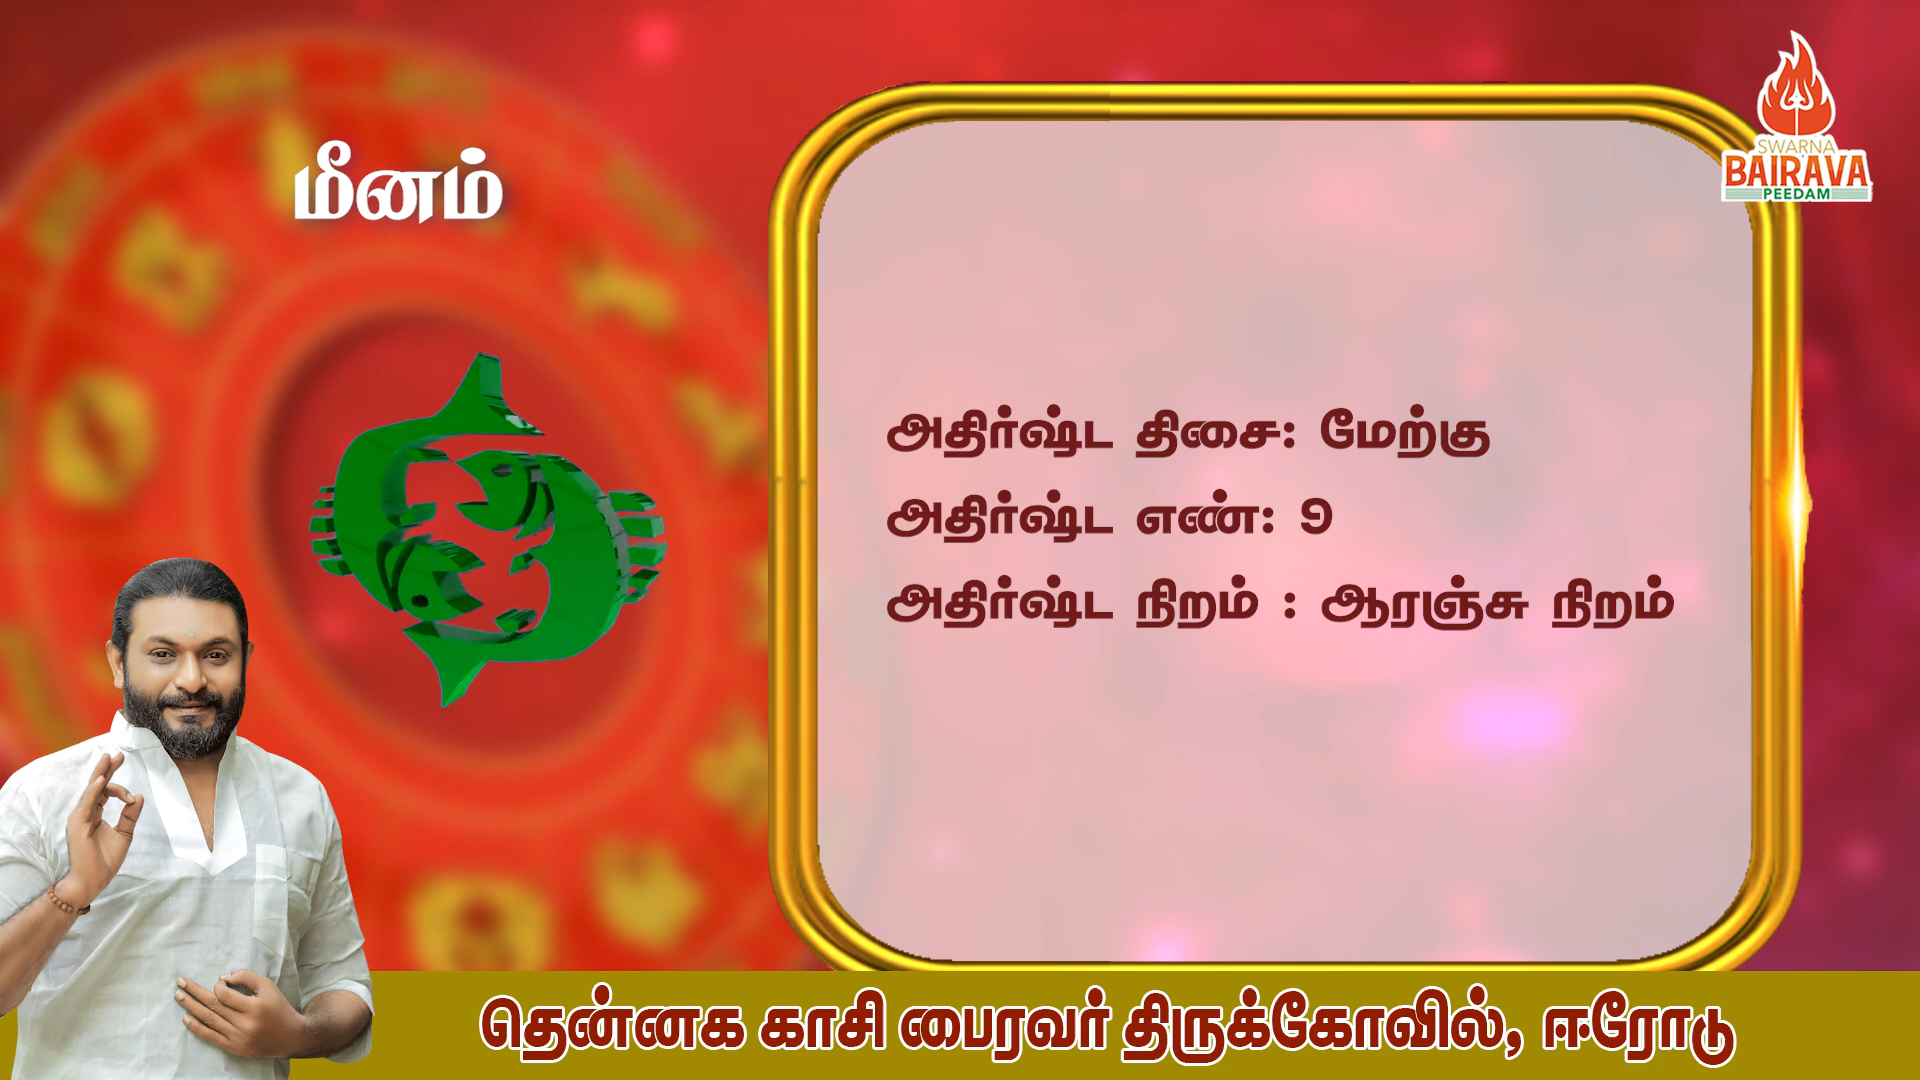 மீனம்
SWARNA
BAIRAVA
PEEDAM
அதிர்ஷ்ட திசை: மேற்கு
அதிர்ஷ்ட எண்: 9
அதிர்ஷ்ட நிறம் : ஆரஞ்சு நிறம்
தென்னக காசி பைரவர் திருக்கோவில், ஈரோடு